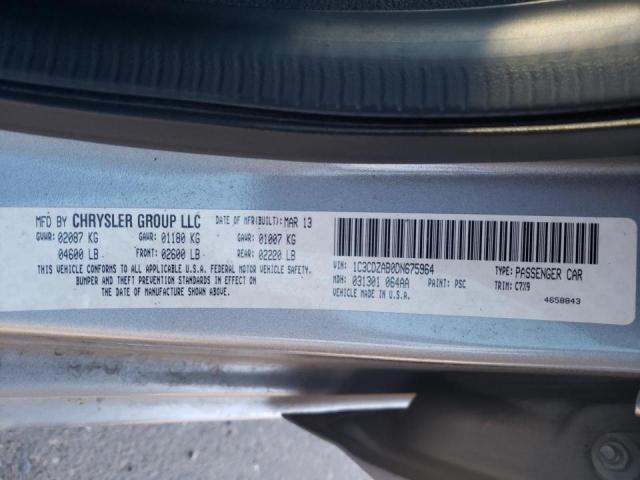 MFD BY CHRYSLER GROUP LLC DATE OF MFR(BUILT): MAR 13
GVWR: 02087 KG GAWR: 01180 KG GAWR: 01007 KG
04600 LB FRONT: 02600 LB REAR: 02220 LB
THIS VEHICLE CONFORMS TO ALL APPLICABLE U.S.A. FEDERAL MOTOR VEHICLE SAFETY,
BUMPER AND THEFT PREVENTION STANDARDS IN EFFECT ON
THE DATE OF MANUFACTURE SHOWN ABOVE.
VIN: 1C3CDZAB0DN675964 TYPE: PASSENGER CAR
MDH: 031301 064AA PAINT: PSC TRIM: C7X9
VEHICLE MADE IN U.S.A. 4658843